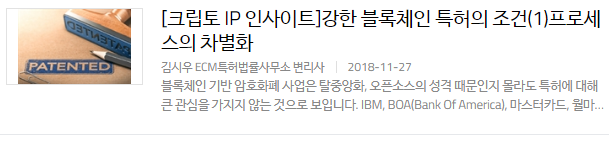 [크립토 IP 인사이트]강한 블록체인 특허의 조건(1)프로세
스의 차별화
김시우 ECM특허법률사무소 변리사 | 2018-11-27
블록체인 기반 암호화폐 사업은 탈중앙화, 오픈소스의 성격 때문인지 몰라도 특허에 대해
큰 관심을 가지지 않는 것으로 보입니다. IBM, BOA(Bank Of America), 마스터카드, 월마...
PATENTED
PATENTED